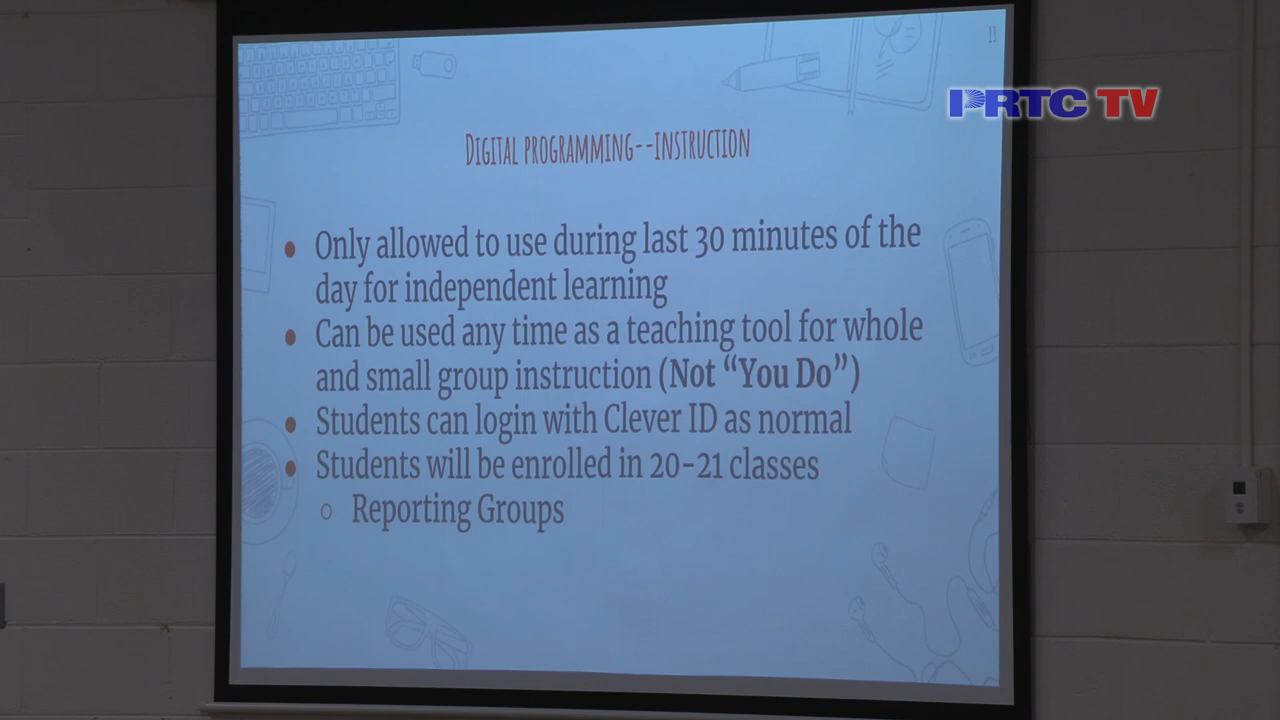 11
PRTC TV
Digital programming--instruction
Only allowed to use during last 30 minutes of the
day for independent learning
Can be used any time as a teaching tool for whole
and small group instruction (Not “You Do”)
Students can login with Clever ID as normal
Students will be enrolled in 20-21 classes
Reporting Groups